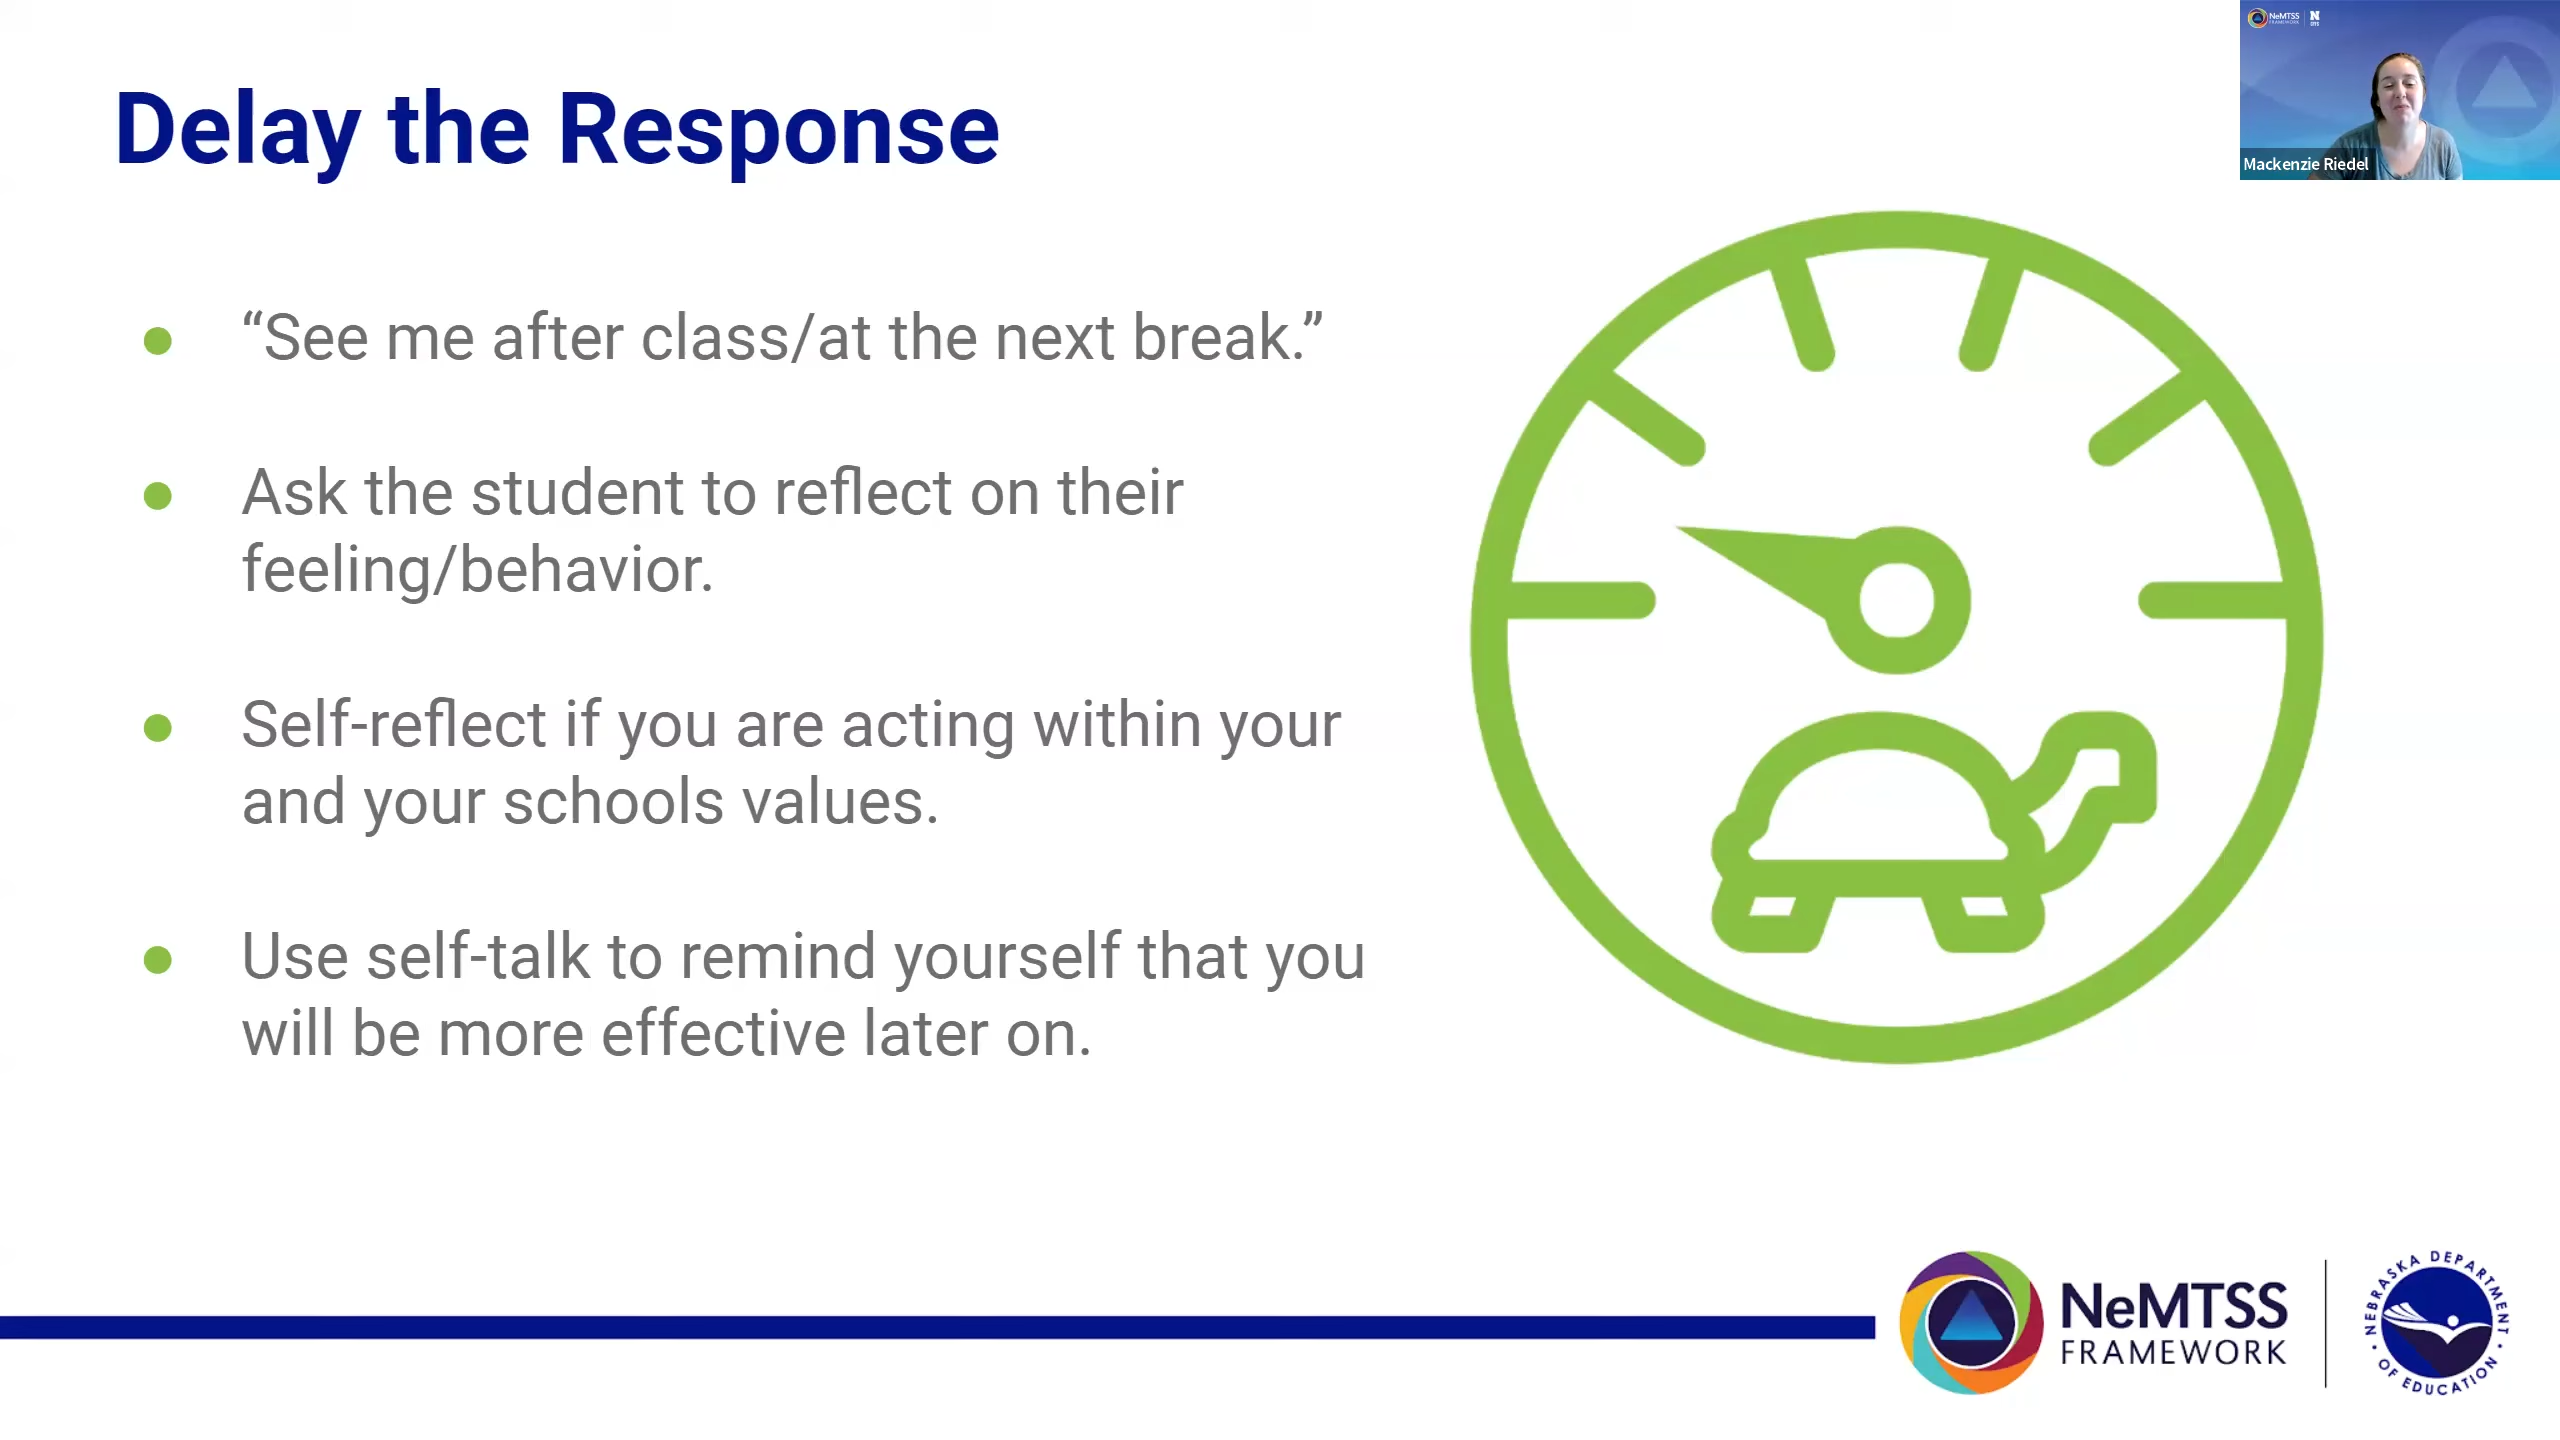 NeMTSS
FRAMEWORK
N
Mackenzie Riedel
Delay the Response
● “See me after class/at the next break.”
● Ask the student to reflect on their
feeling/behavior.
● Self-reflect if you are acting within your
and your schools values.
● Use self-talk to remind yourself that you
will be more effective later on.
NeMTSS
FRAMEWORK
NEBRASKA DEPARTMENT
• OF EDUCATION •